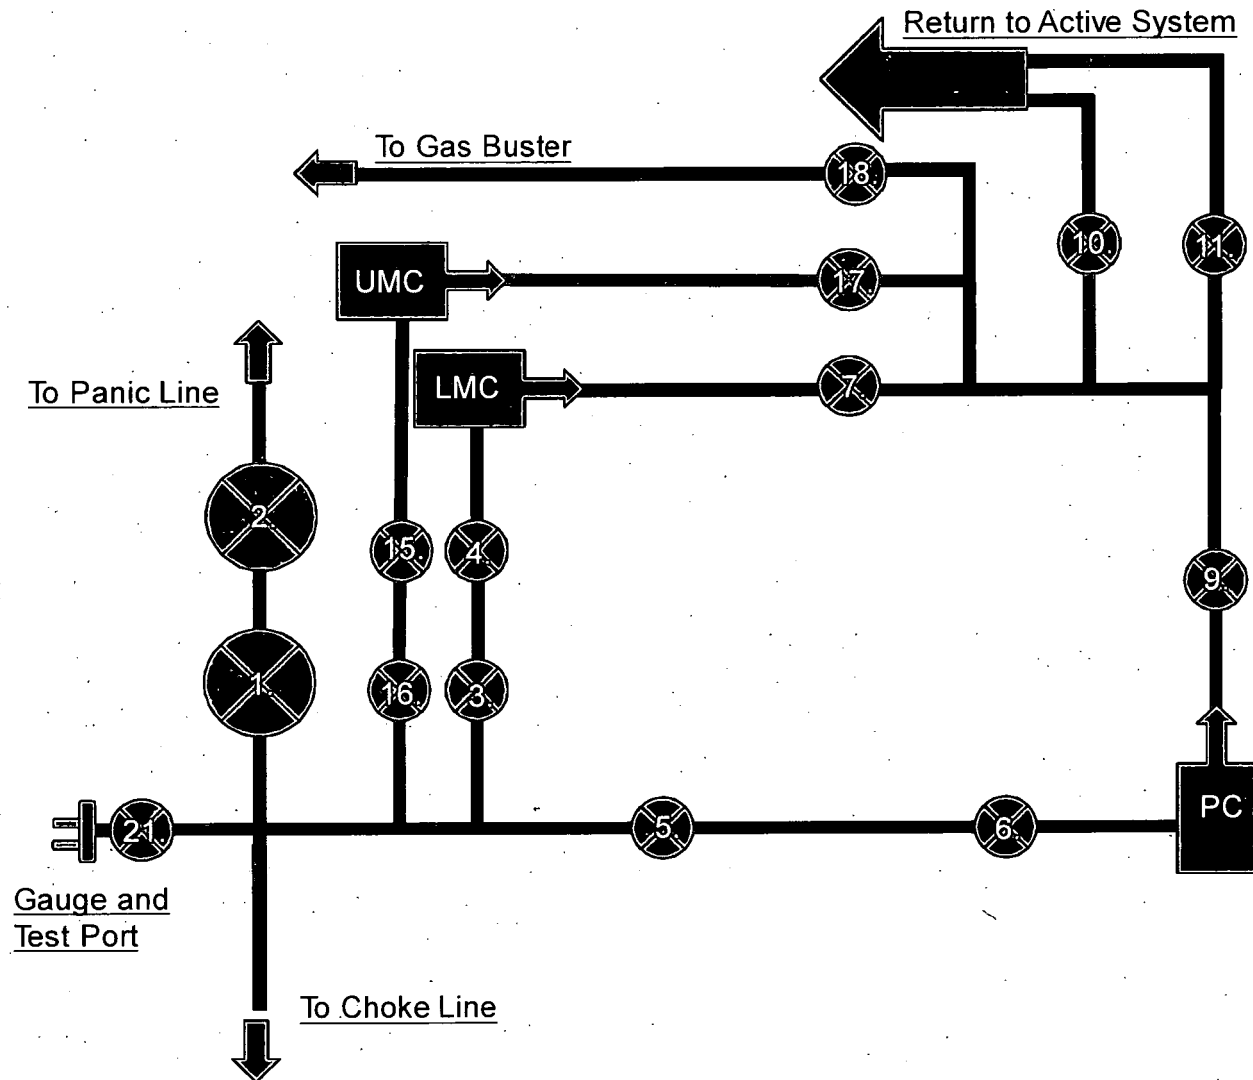 Return to Active System
To Gas Buster
18.
10.
11.
UMC
17.
To Panic Line
LMC
7.
2.
15.
4.
9.
1.
16.
3.
21.
5.
6.
PC
Gauge and
Test Port
To Choke Line